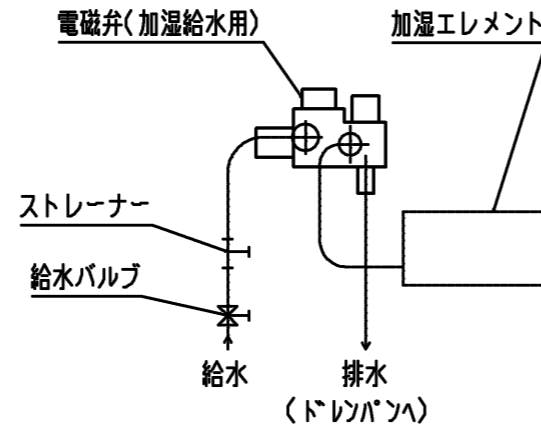 電磁弁(加湿給水用)
加湿エレメント
ストレーナー
給水バルブ
給水
排水
(ドレンパンへ)